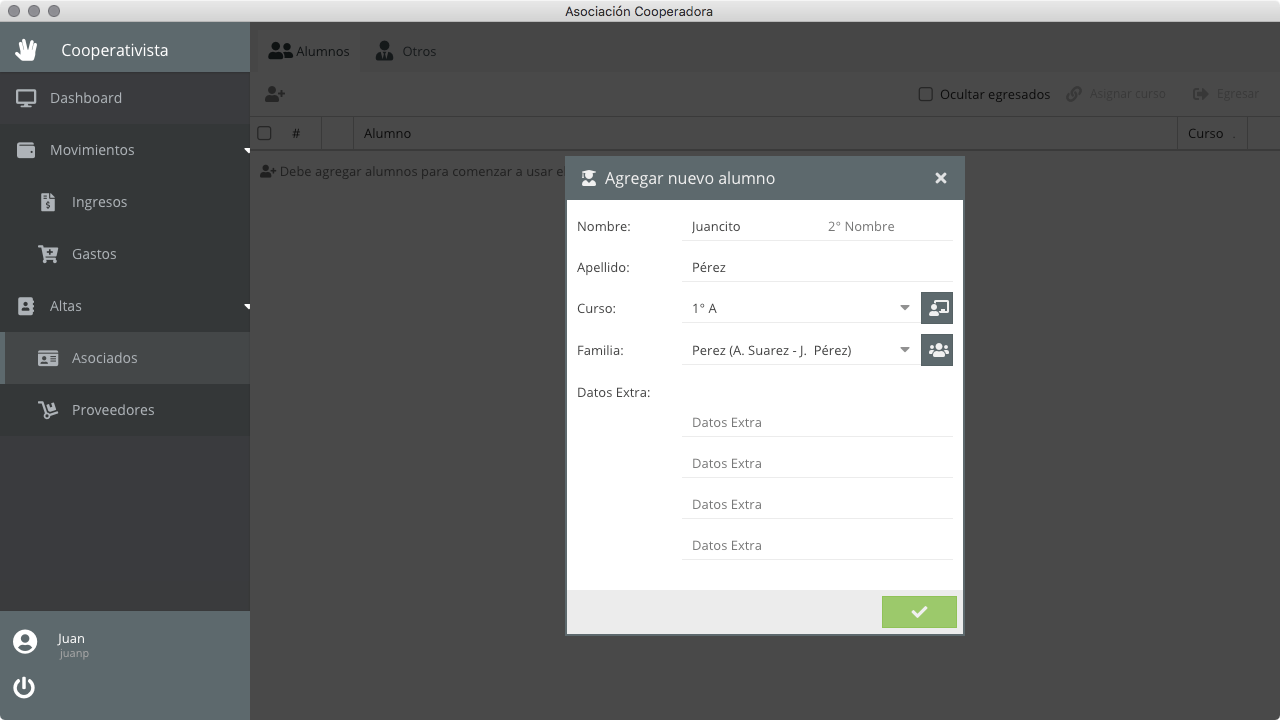 Asociación Cooperadora
Cooperativista
Alumnos
Otros
Dashboard
Ocultar egresados
Asignar curso
Egresar
# Alumno Curso
Movimientos
Debe agregar alumnos para comenzar a usar
Agregar nuevo alumno
Ingresos
Nombre: Juancito 2° Nombre
Gastos
Apellido: Pérez
Altas
Curso: 1° A
Asociados
Familia: Perez (A. Suarez - J. Pérez)
Proveedores
Datos Extra:
Datos Extra
Datos Extra
Datos Extra
Datos Extra
Juan
juanp